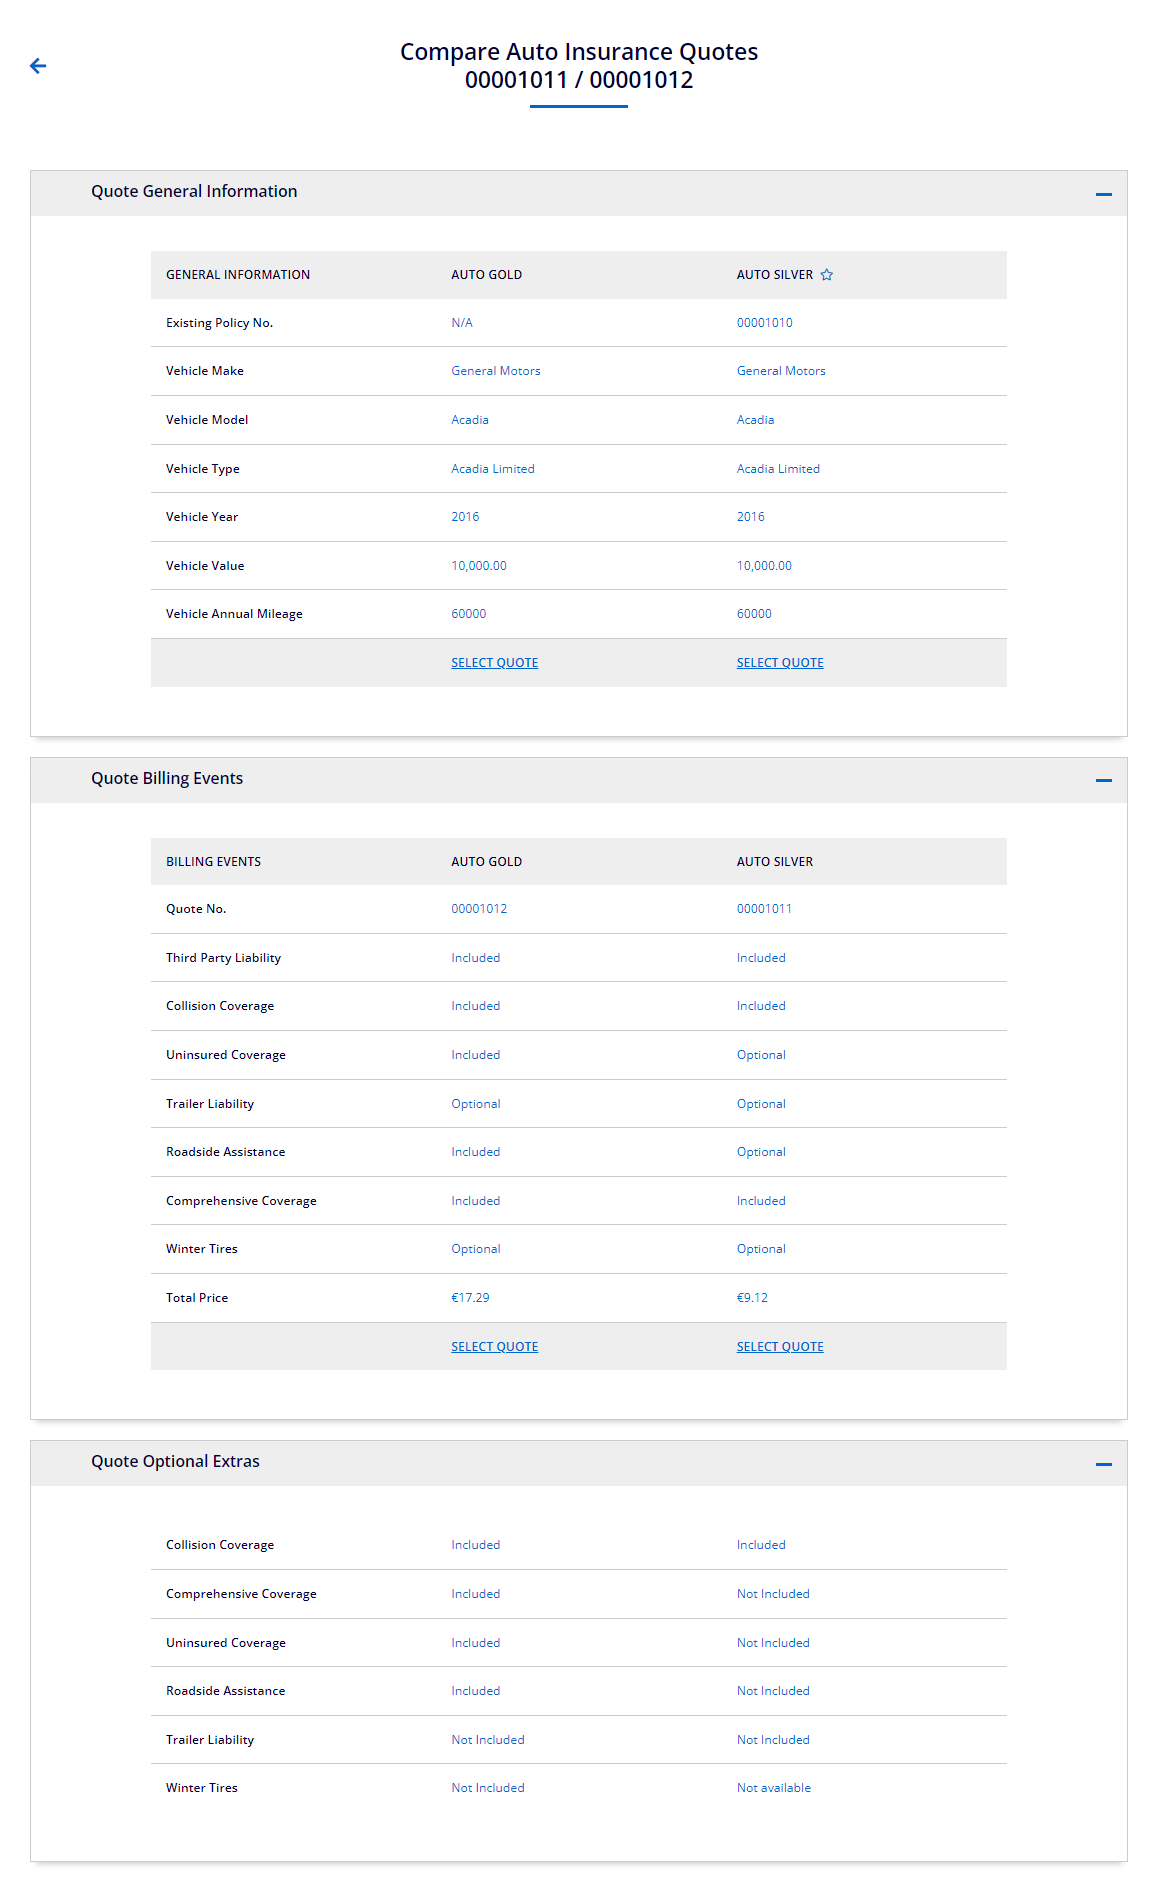 Compare Auto Insurance Quotes
00001011 / 00001012
Quote General Information
GENERAL INFORMATION AUTO GOLD AUTO SILVER
Existing Policy No. N/A 00001010
Vehicle Make General Motors General Motors
Vehicle Model Acadia Acadia
Vehicle Type Acadia Limited Acadia Limited
Vehicle Year 2016 2016
Vehicle Value 10,000.00 10,000.00
Vehicle Annual Mileage 60000 60000
SELECT QUOTE SELECT QUOTE
Quote Billing Events
BILLING EVENTS AUTO GOLD AUTO SILVER
Quote No. 00001012 00001011
Third Party Liability Included Included
Collision Coverage Included Included
Uninsured Coverage Included Optional
Trailer Liability Optional Optional
Roadside Assistance Included Optional
Comprehensive Coverage Included Included
Winter Tires Optional Optional
Total Price €17.29 €9.12
SELECT QUOTE SELECT QUOTE
Quote Optional Extras
Collision Coverage Included Included
Comprehensive Coverage Included Not Included
Uninsured Coverage Included Not Included
Roadside Assistance Included Not Included
Trailer Liability Not Included Not Included
Winter Tires Not Included Not available